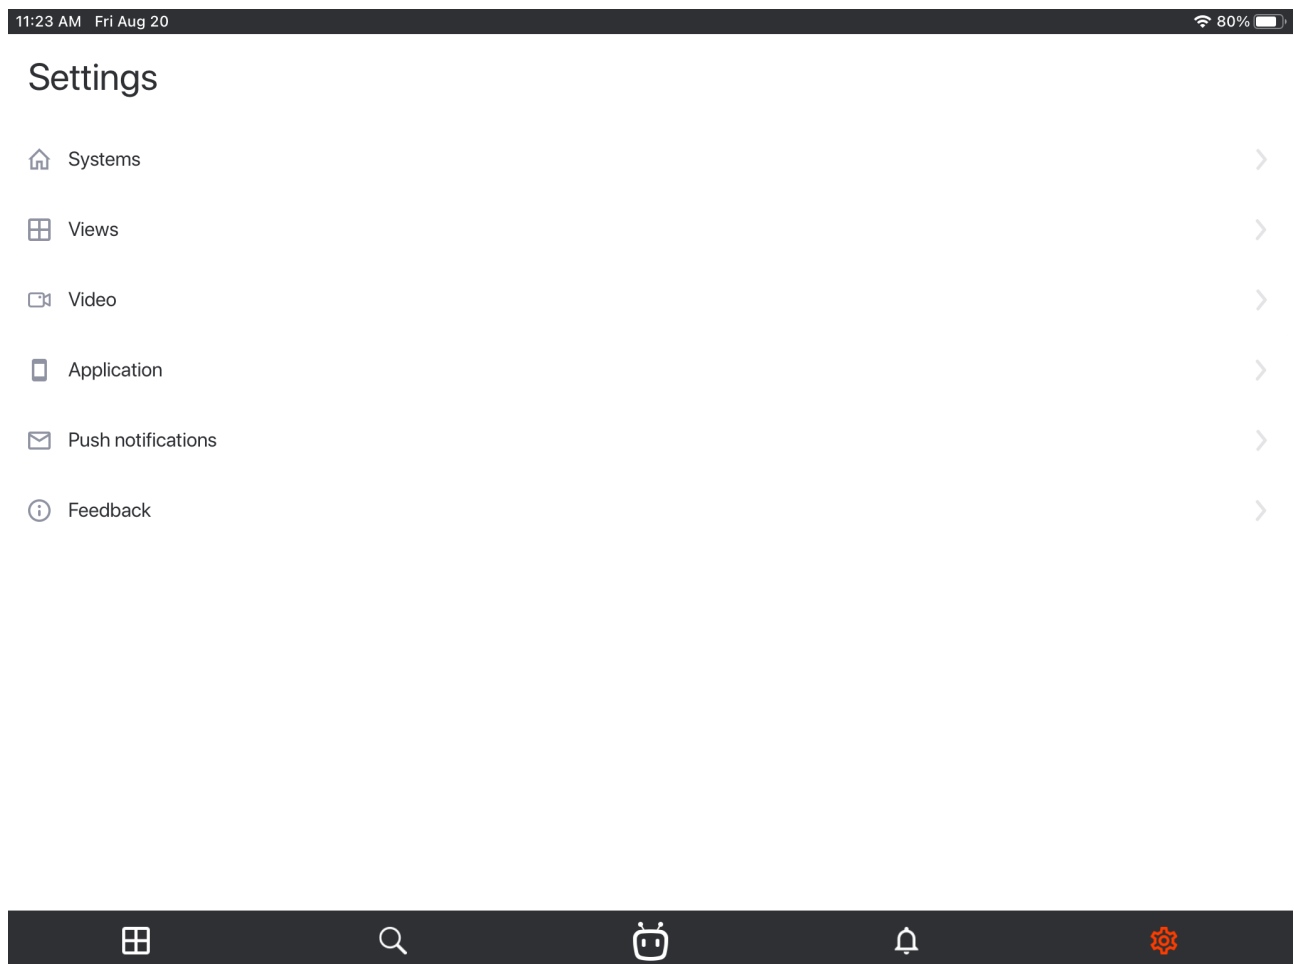 11:23 AM Fri Aug 20 80%
Settings
Systems
Views
Video
Application
Push notifications
Feedback